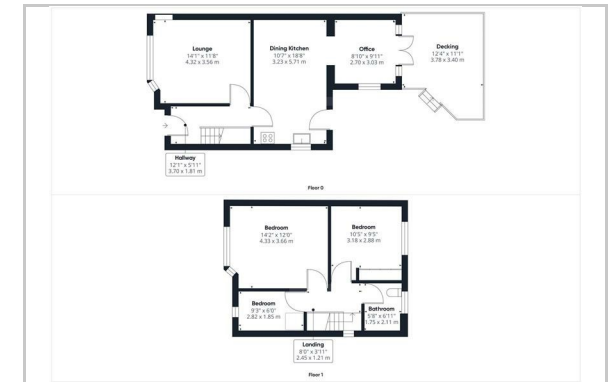 Lounge
14'1" x 11'8"
4.32 x 3.56 m
Dining Kitchen
10'7" x 18'8"
3.23 x 5.71 m
Office
8'10" x 9'11"
2.70 x 3.03 m
Decking
12'4" x 11'1"
3.78 x 3.40 m
Hallway
12'1" x 5'11"
3.70 x 1.81 m
Floor 0
Bedroom
14'2" x 12'0"
4.33 x 3.66 m
Bedroom
10'5" x 9'5"
3.18 x 2.88 m
Bedroom
9'3" x 6'0"
2.82 x 1.85 m
Bathroom
5'8" x 6'11"
1.75 x 2.11 m
Landing
8'0" x 3'11"
2.45 x 1.21 m
Floor 1